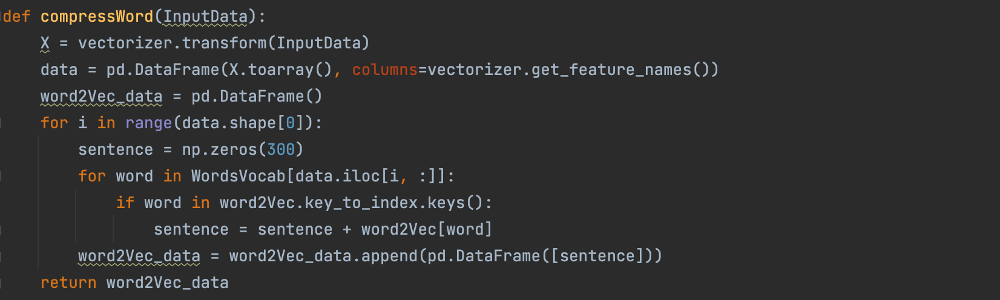 def compressWord(InputData):
    X = vectorizer.transform(InputData)
    data = pd.DataFrame(X.toarray(), columns=vectorizer.get_feature_names())
    word2Vec_data = pd.DataFrame()
    for i in range(data.shape[0]):
        sentence = np.zeros(300)
        for word in WordsVocab[data.iloc[i, :]]:
            if word in word2Vec.key_to_index.keys():
                sentence = sentence + word2Vec[word]
        word2Vec_data = word2Vec_data.append(pd.DataFrame([sentence]))
    return word2Vec_data